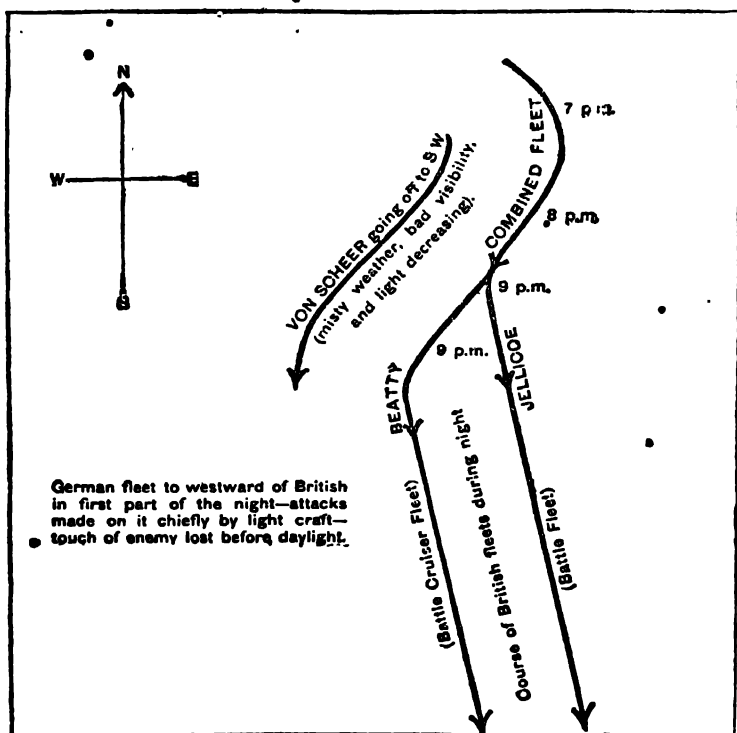 N
W E
S
7 p.m.
COMBINED FLEET
8 p.m.
VON SCHEER going off to S W
(misty weather, bad visibility,
and light decreasing).
9 p.m.
9 p.m.
BEATTY
JELLICOE
German fleet to westward of British
in first part of the night—attacks
made on it chiefly by light craft—
touch of enemy lost before daylight.
(Battle Cruiser Fleet)
Course of British fleets during night
(Battle Fleet)